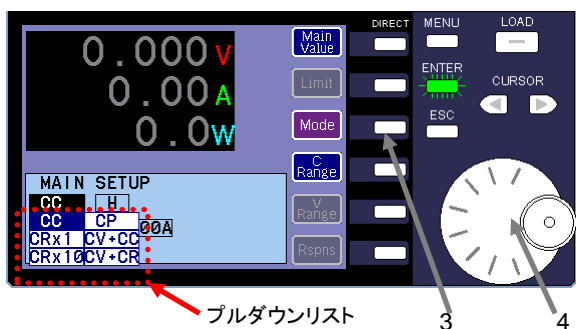 DIRECT MENU LOAD
0.000V
Main Value
0.00A
Limit
ENTER
CURSOR
0.0W
Mode
ESC
C Range
MAIN SETUP
CC H
CC CP 00A
CRx1 CV+CC
CRx10 CV+CR
V Range
Rspns
プルダウンリスト
3
4